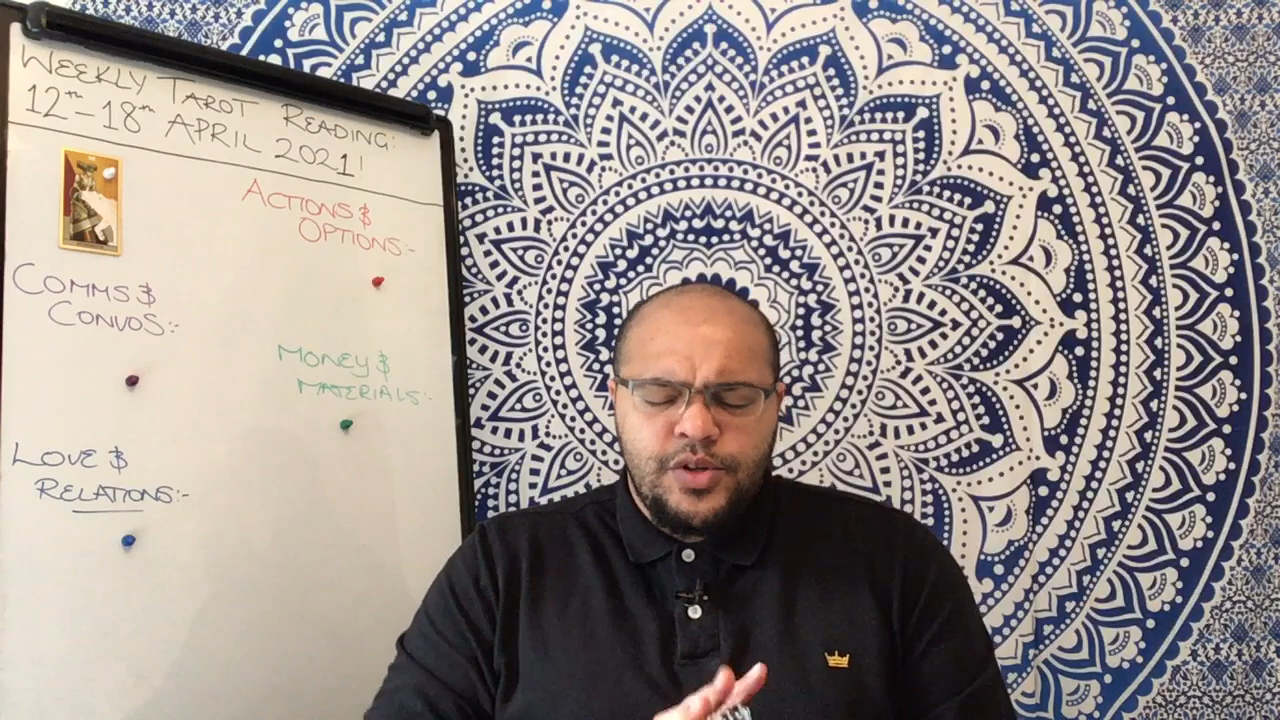 WEEKLY TAROT READING:
12th-18th APRIL 2021!
ACTIONS &
OPTIONS:-
COMMS &
CONVOS:-
MONEY &
MATERIALS:-
LOVE &
RELATIONS:-